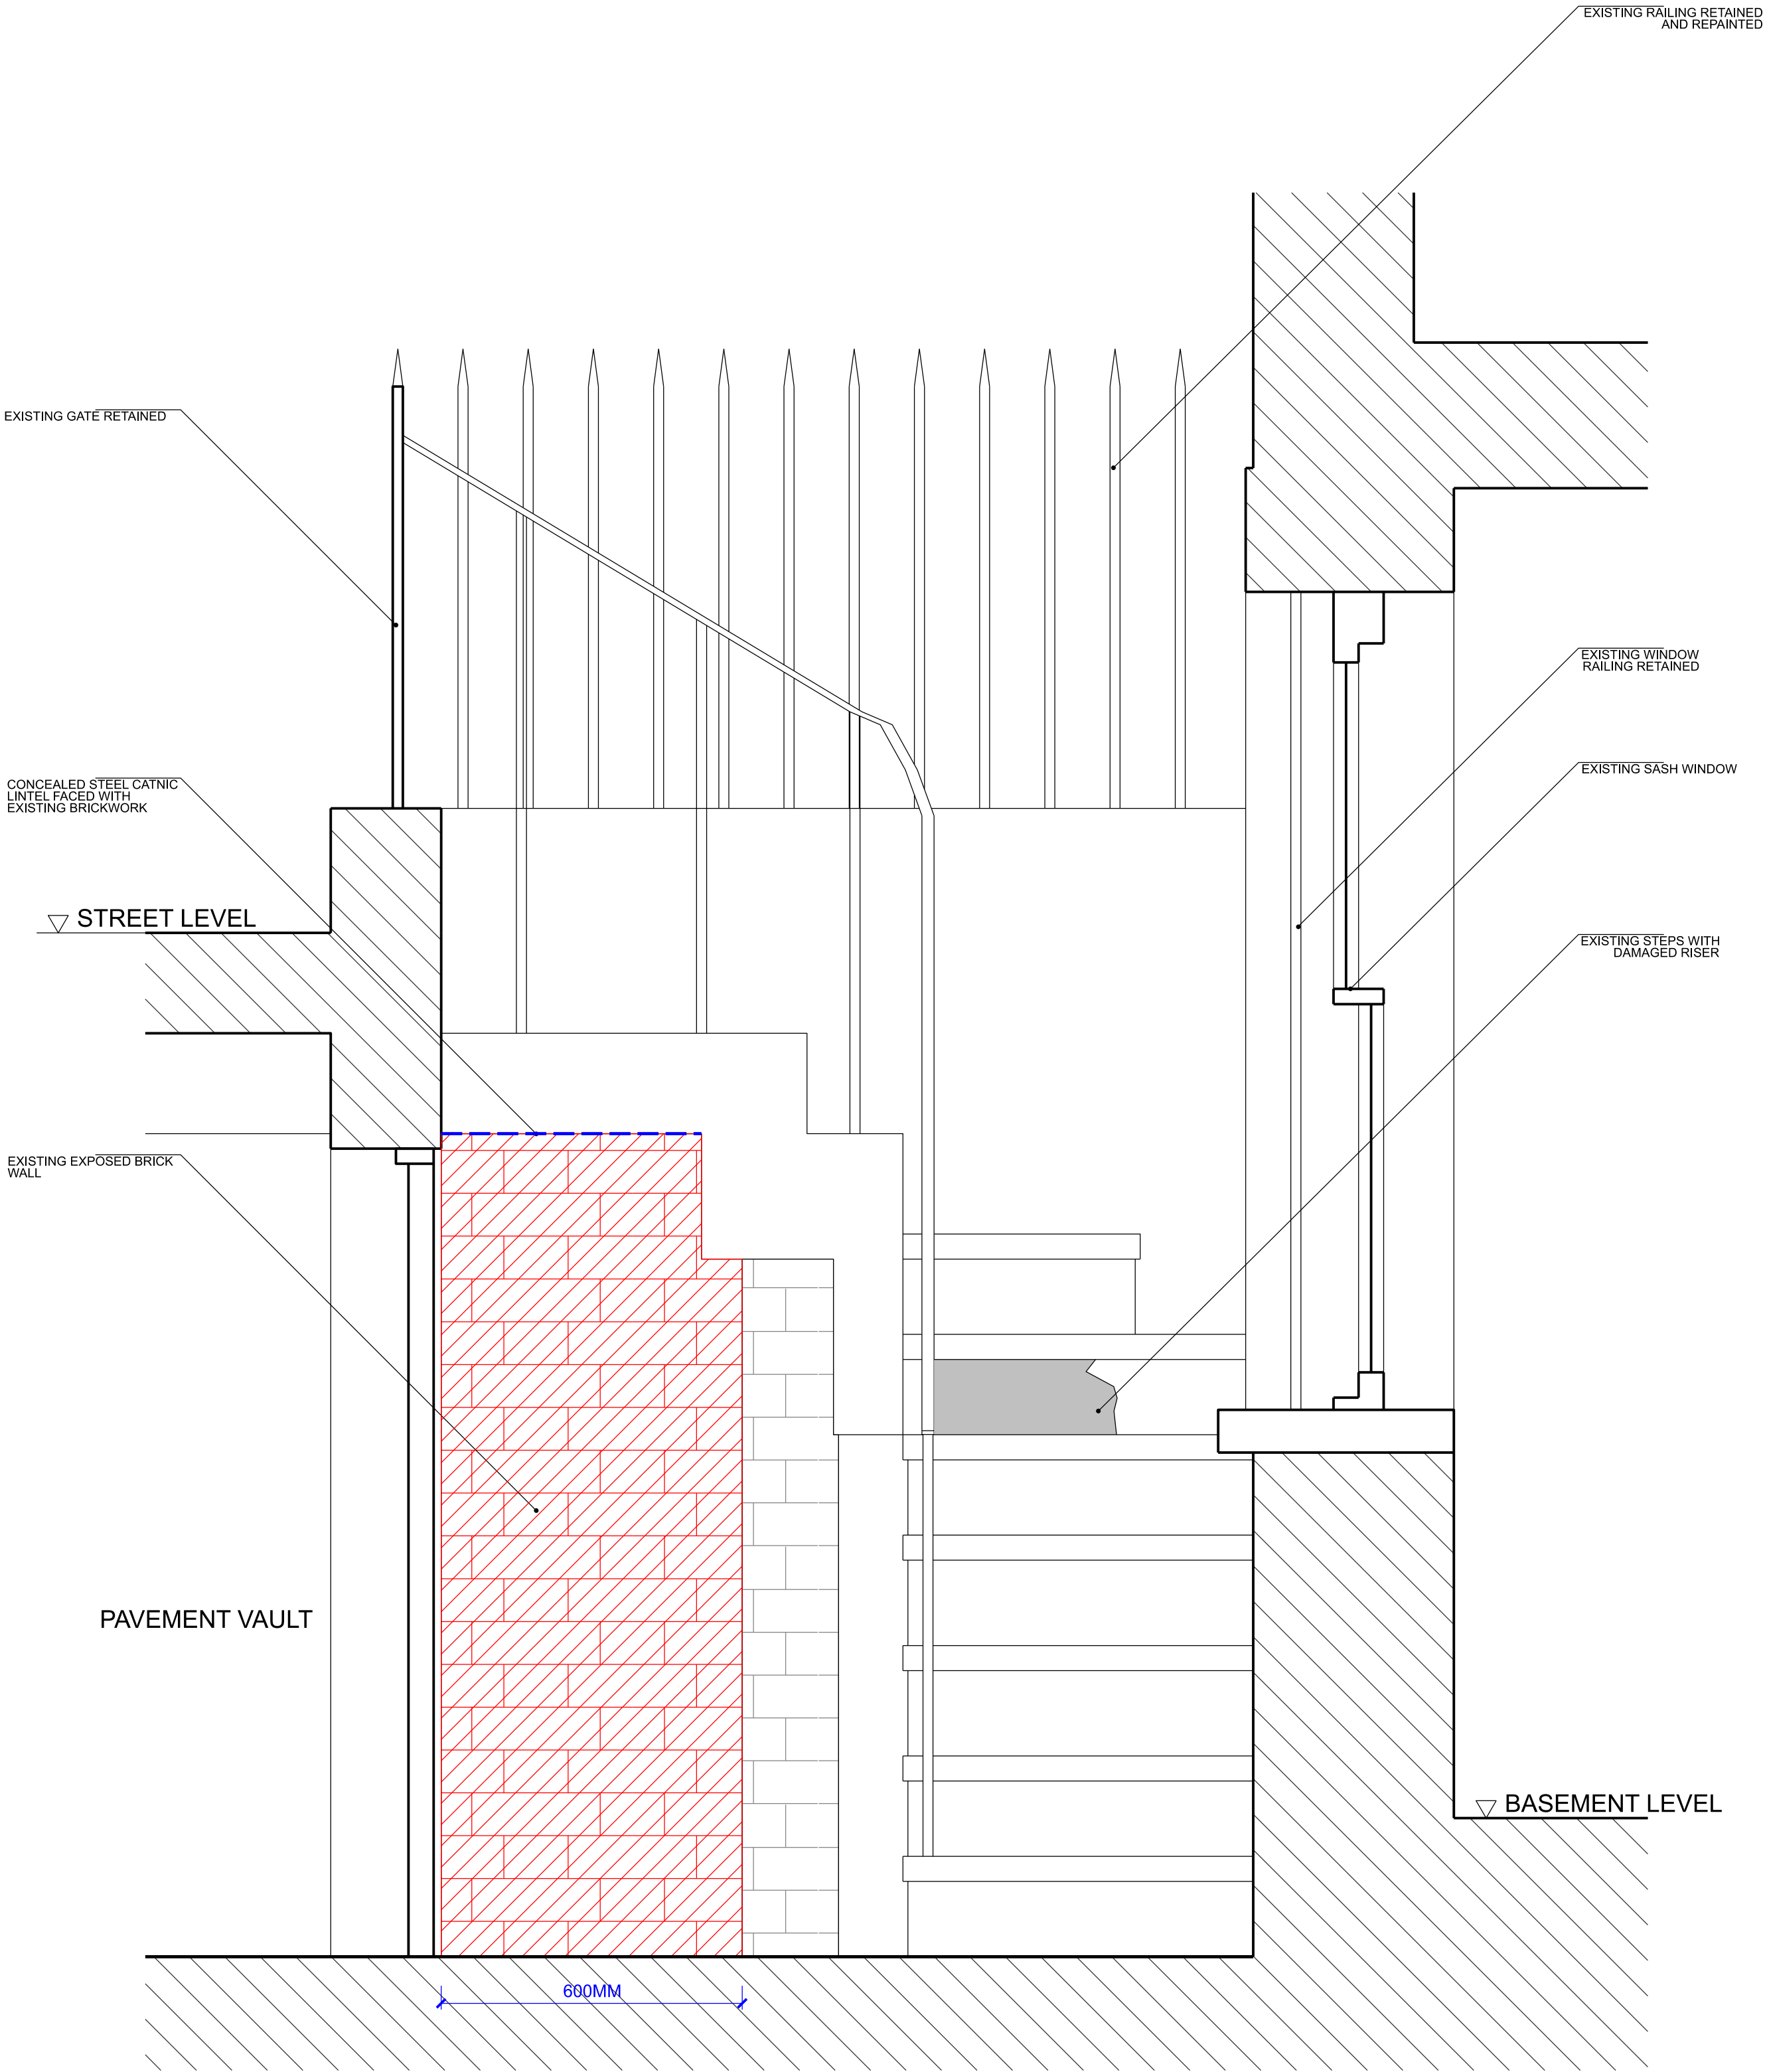 EXISTING RAILING RETAINED
AND REPAINTED
EXISTING GATE RETAINED
EXISTING WINDOW
RAILING RETAINED
EXISTING SASH WINDOW
CONCEALED STEEL CATNIC
LINTEL FACED WITH
EXISTING BRICKWORK
STREET LEVEL
EXISTING STEPS WITH
DAMAGED RISER
EXISTING EXPOSED BRICK
WALL
PAVEMENT VAULT
BASEMENT LEVEL
600MM